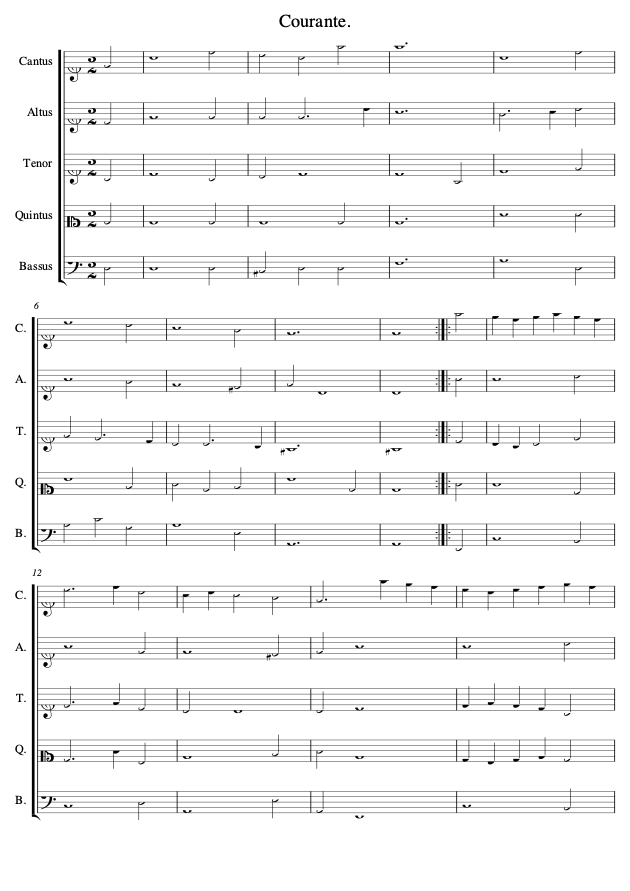 Courante.
Cantus
Altus
Tenor
Quintus
Bassus
6
C.
A.
T.
Q.
B.
12
C.
A.
T.
Q.
B.